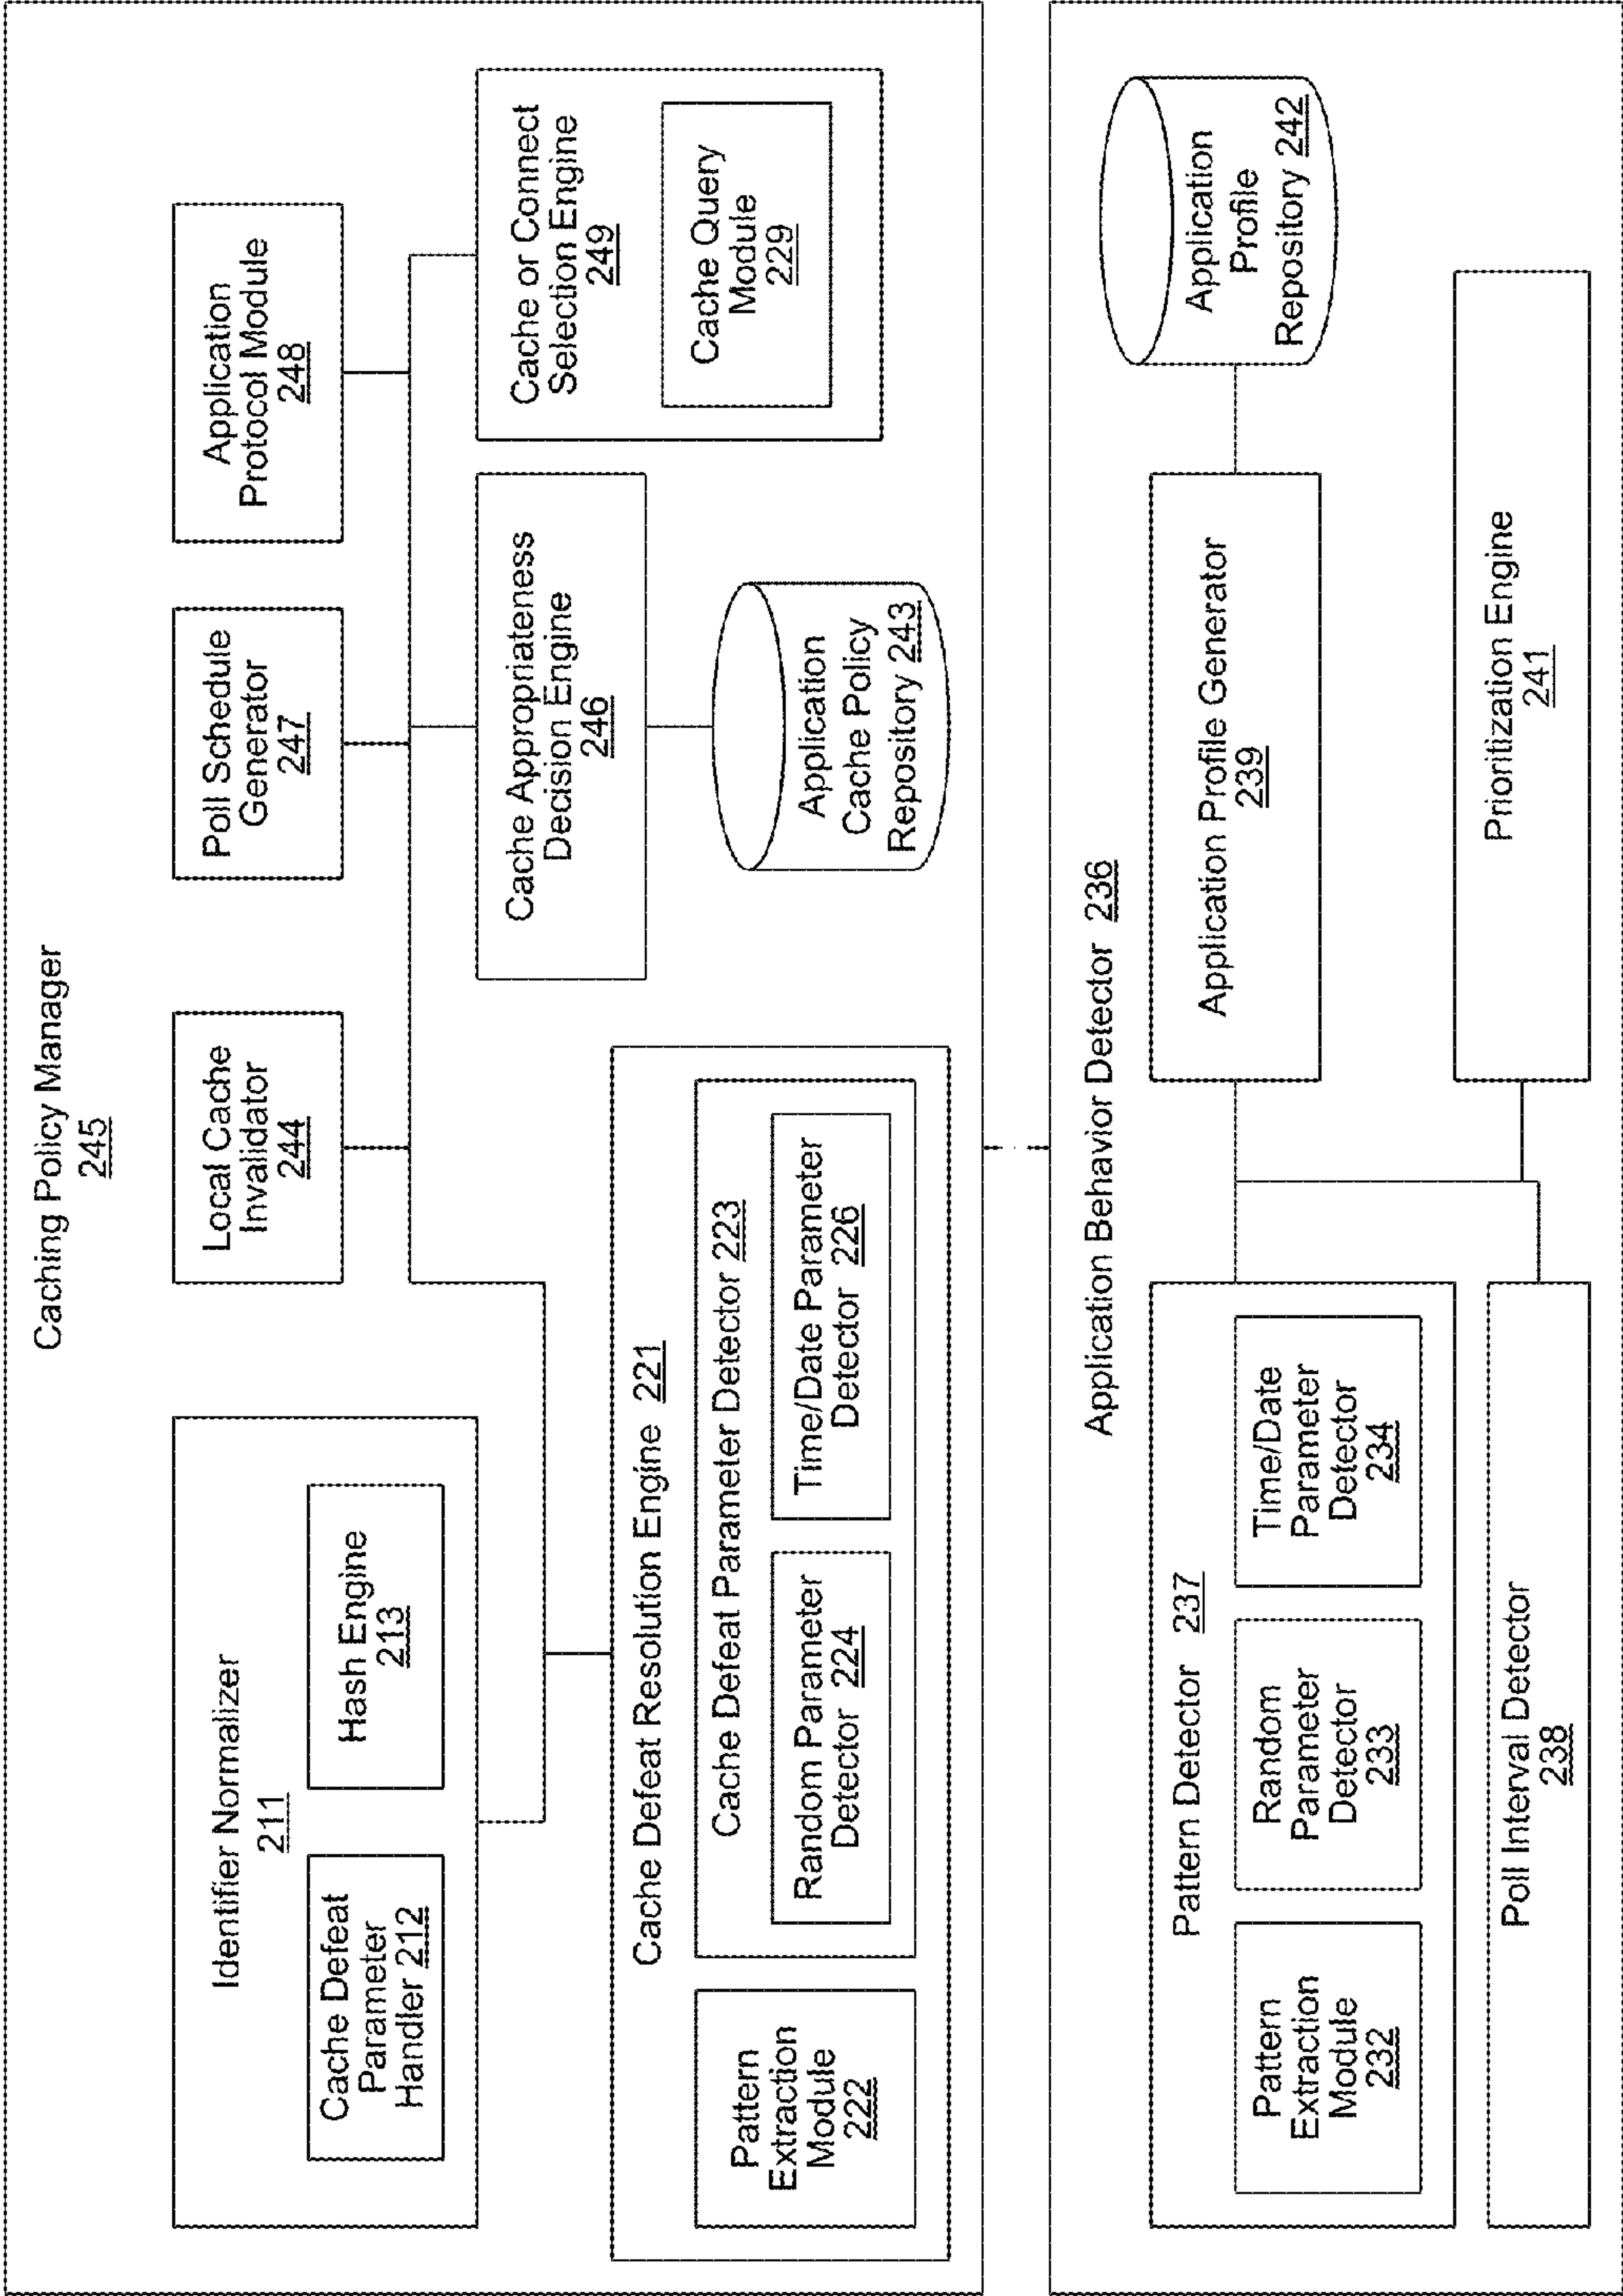 Caching Policy Manager
245
Identifier Normalizer
211
Cache Defeat
Parameter
Handler 212
Hash Engine
213
Local Cache
Invalidator
244
Poll Schedule
Generator
247
Application
Protocol Module
248
Cache Defeat Resolution Engine 221
Pattern
Extraction
Module
222
Cache Defeat Parameter Detector 223
Random Parameter
Detector 224
Time/Date Parameter
Detector 226
Cache Appropriateness
Decision Engine
246
Application
Cache Policy
Repository 243
Cache or Connect
Selection Engine
249
Cache Query
Module
229
Application Behavior Detector 236
Pattern Detector 237
Pattern
Extraction
Module
232
Random
Parameter
Detector
233
Time/Date
Parameter
Detector
234
Poll Interval Detector
238
Application Profile Generator
239
Application
Profile
Repository 242
Prioritization Engine
241